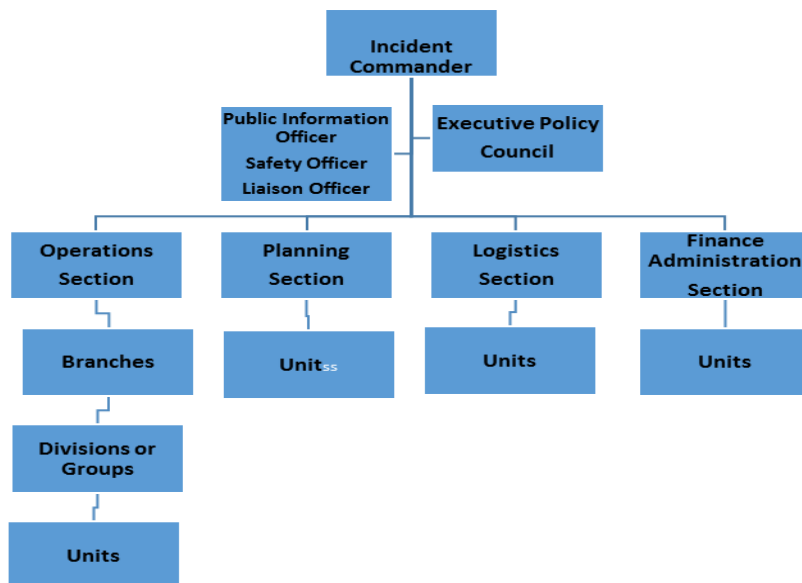 Incident
Commander
Public Information
Officer
Safety Officer
Liaison Officer
Executive Policy
Council
Operations
Section
Planning
Section
Logistics
Section
Finance
Administration
Section
Branches
Unitss
Units
Units
Divisions or
Groups
Units